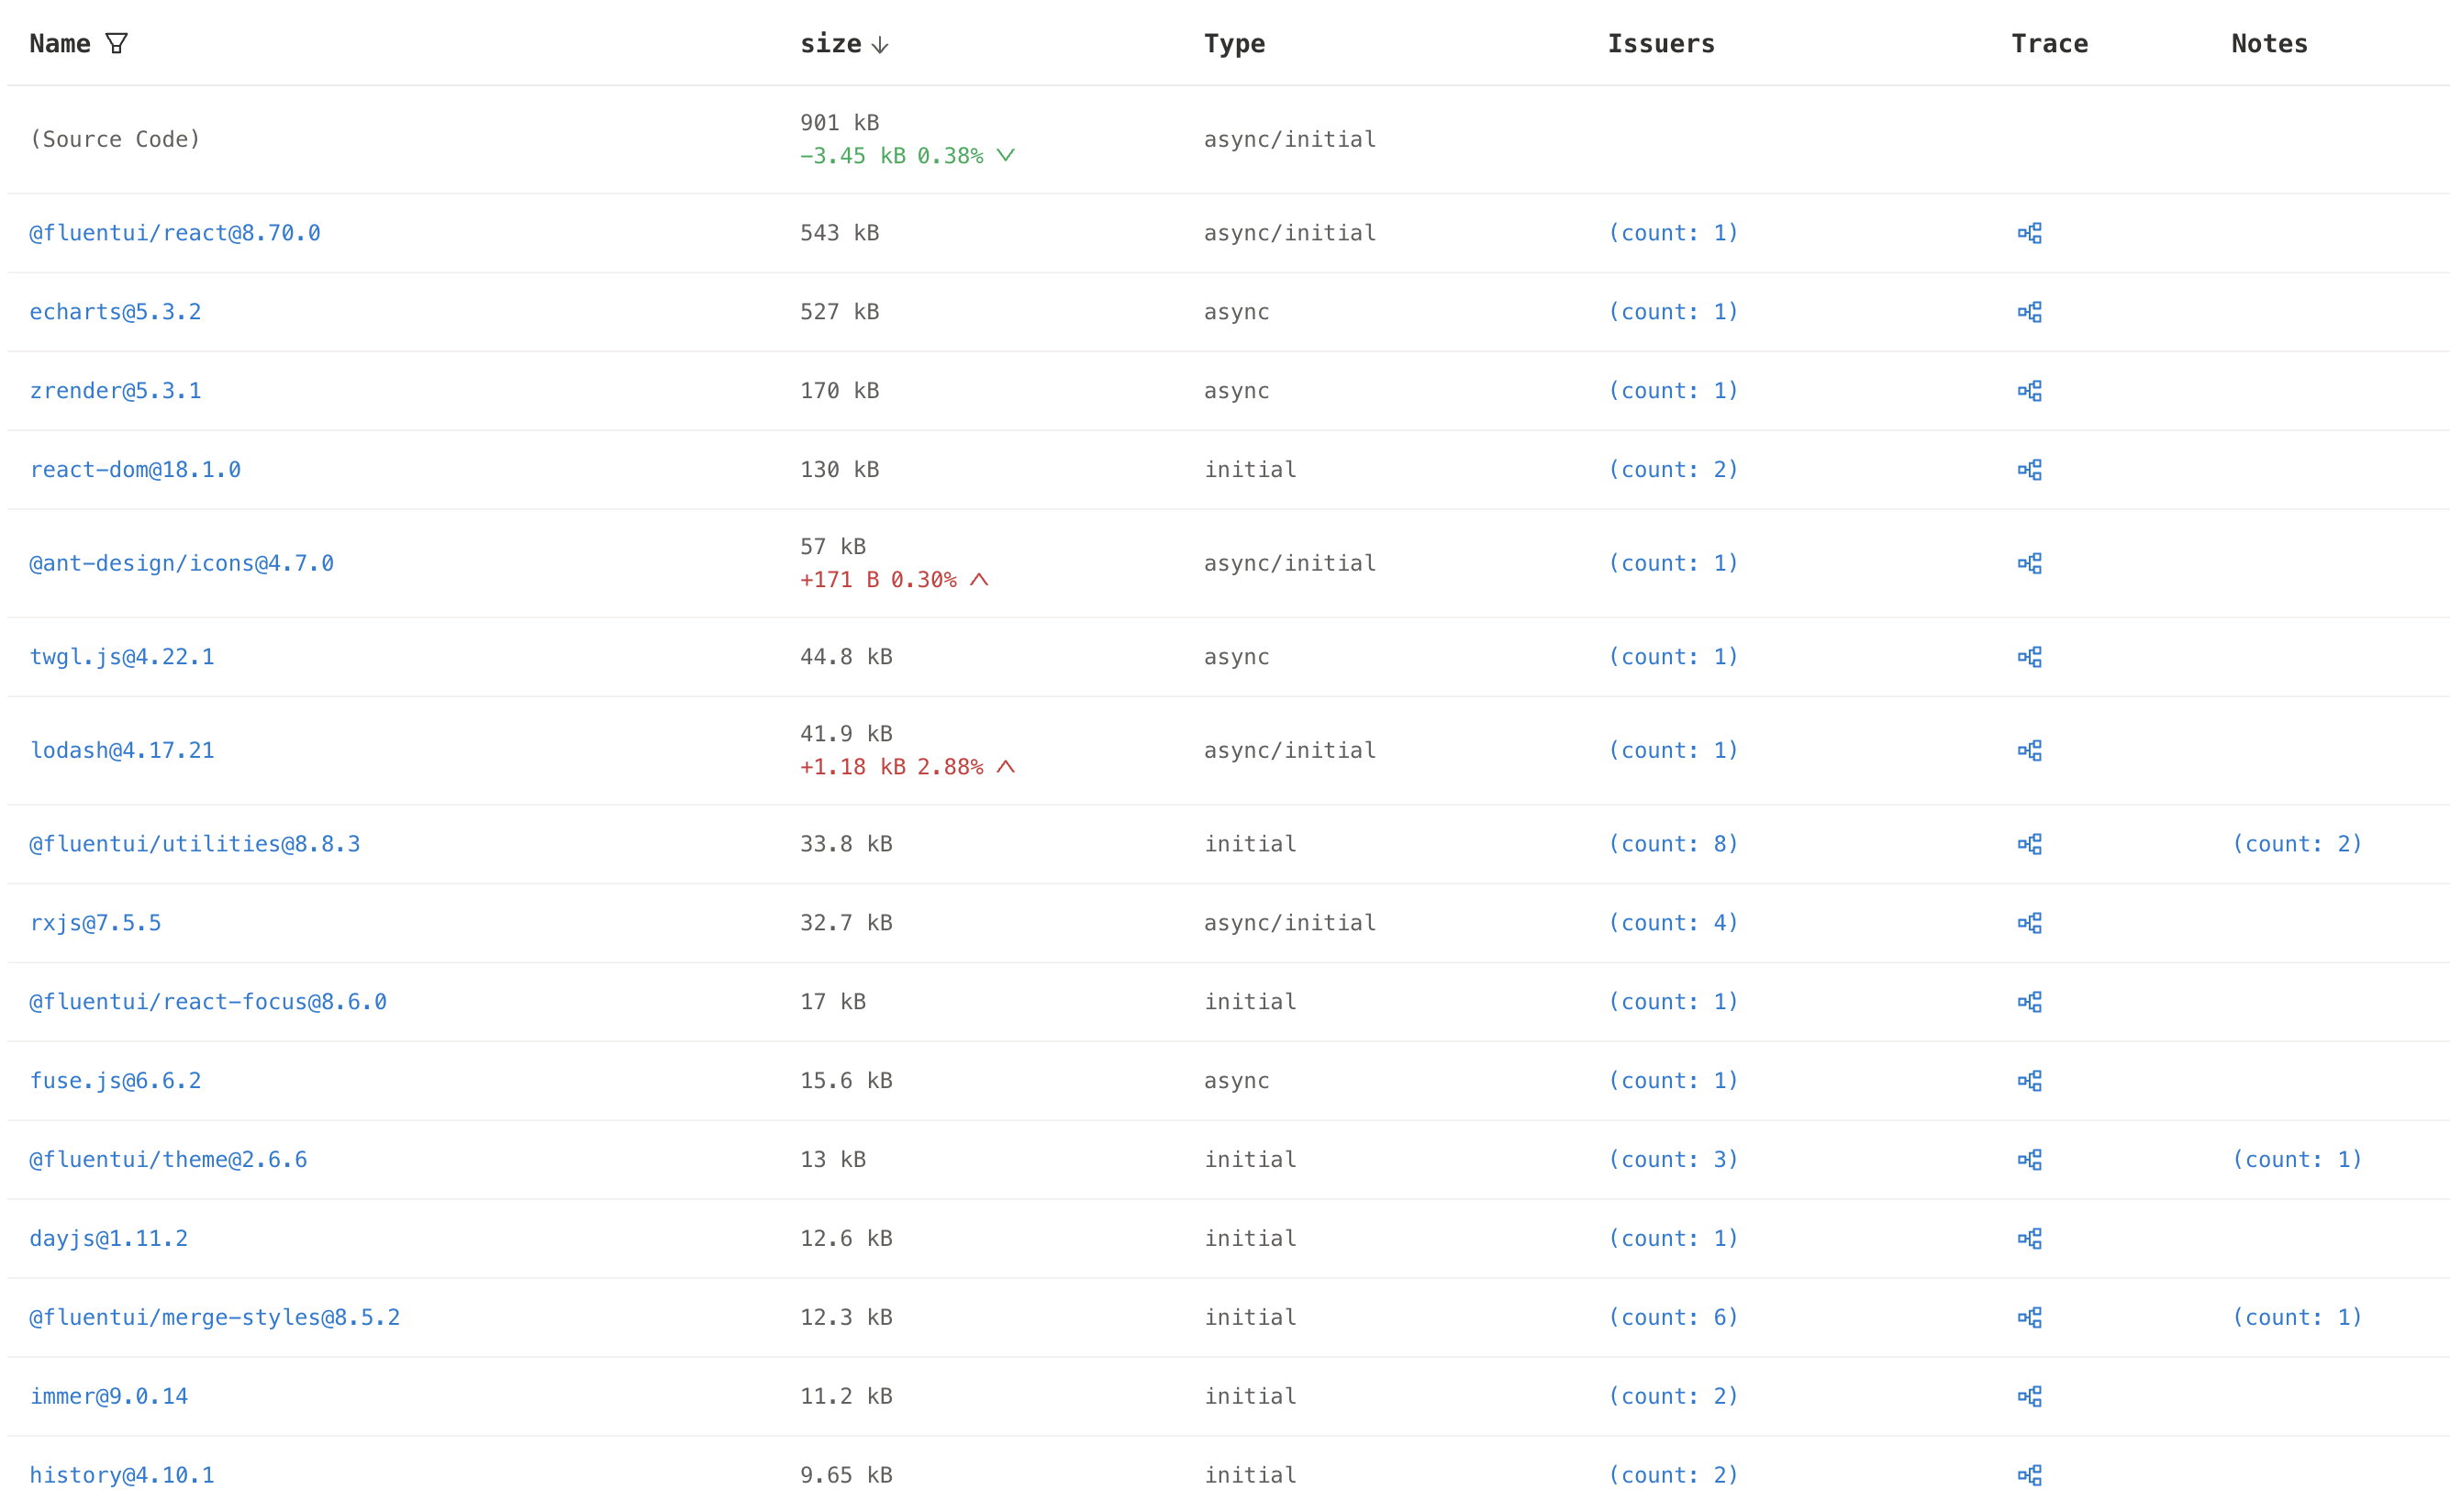 Name size Type Issuers Trace Notes
(Source Code) 901 kB async/initial
−3.45 kB 0.38%
@fluentui/react@8.70.0 543 kB async/initial (count: 1)
echarts@5.3.2 527 kB async (count: 1)
zrender@5.3.1 170 kB async (count: 1)
react-dom@18.1.0 130 kB initial (count: 2)
@ant-design/icons@4.7.0 57 kB async/initial (count: 1)
+171 B 0.30%
twgl.js@4.22.1 44.8 kB async (count: 1)
lodash@4.17.21 41.9 kB async/initial (count: 1)
+1.18 kB 2.88%
@fluentui/utilities@8.8.3 33.8 kB initial (count: 8) (count: 2)
rxjs@7.5.5 32.7 kB async/initial (count: 4)
@fluentui/react-focus@8.6.0 17 kB initial (count: 1)
fuse.js@6.6.2 15.6 kB async (count: 1)
@fluentui/theme@2.6.6 13 kB initial (count: 3) (count: 1)
dayjs@1.11.2 12.6 kB initial (count: 1)
@fluentui/merge-styles@8.5.2 12.3 kB initial (count: 6) (count: 1)
immer@9.0.14 11.2 kB initial (count: 2)
history@4.10.1 9.65 kB initial (count: 2)